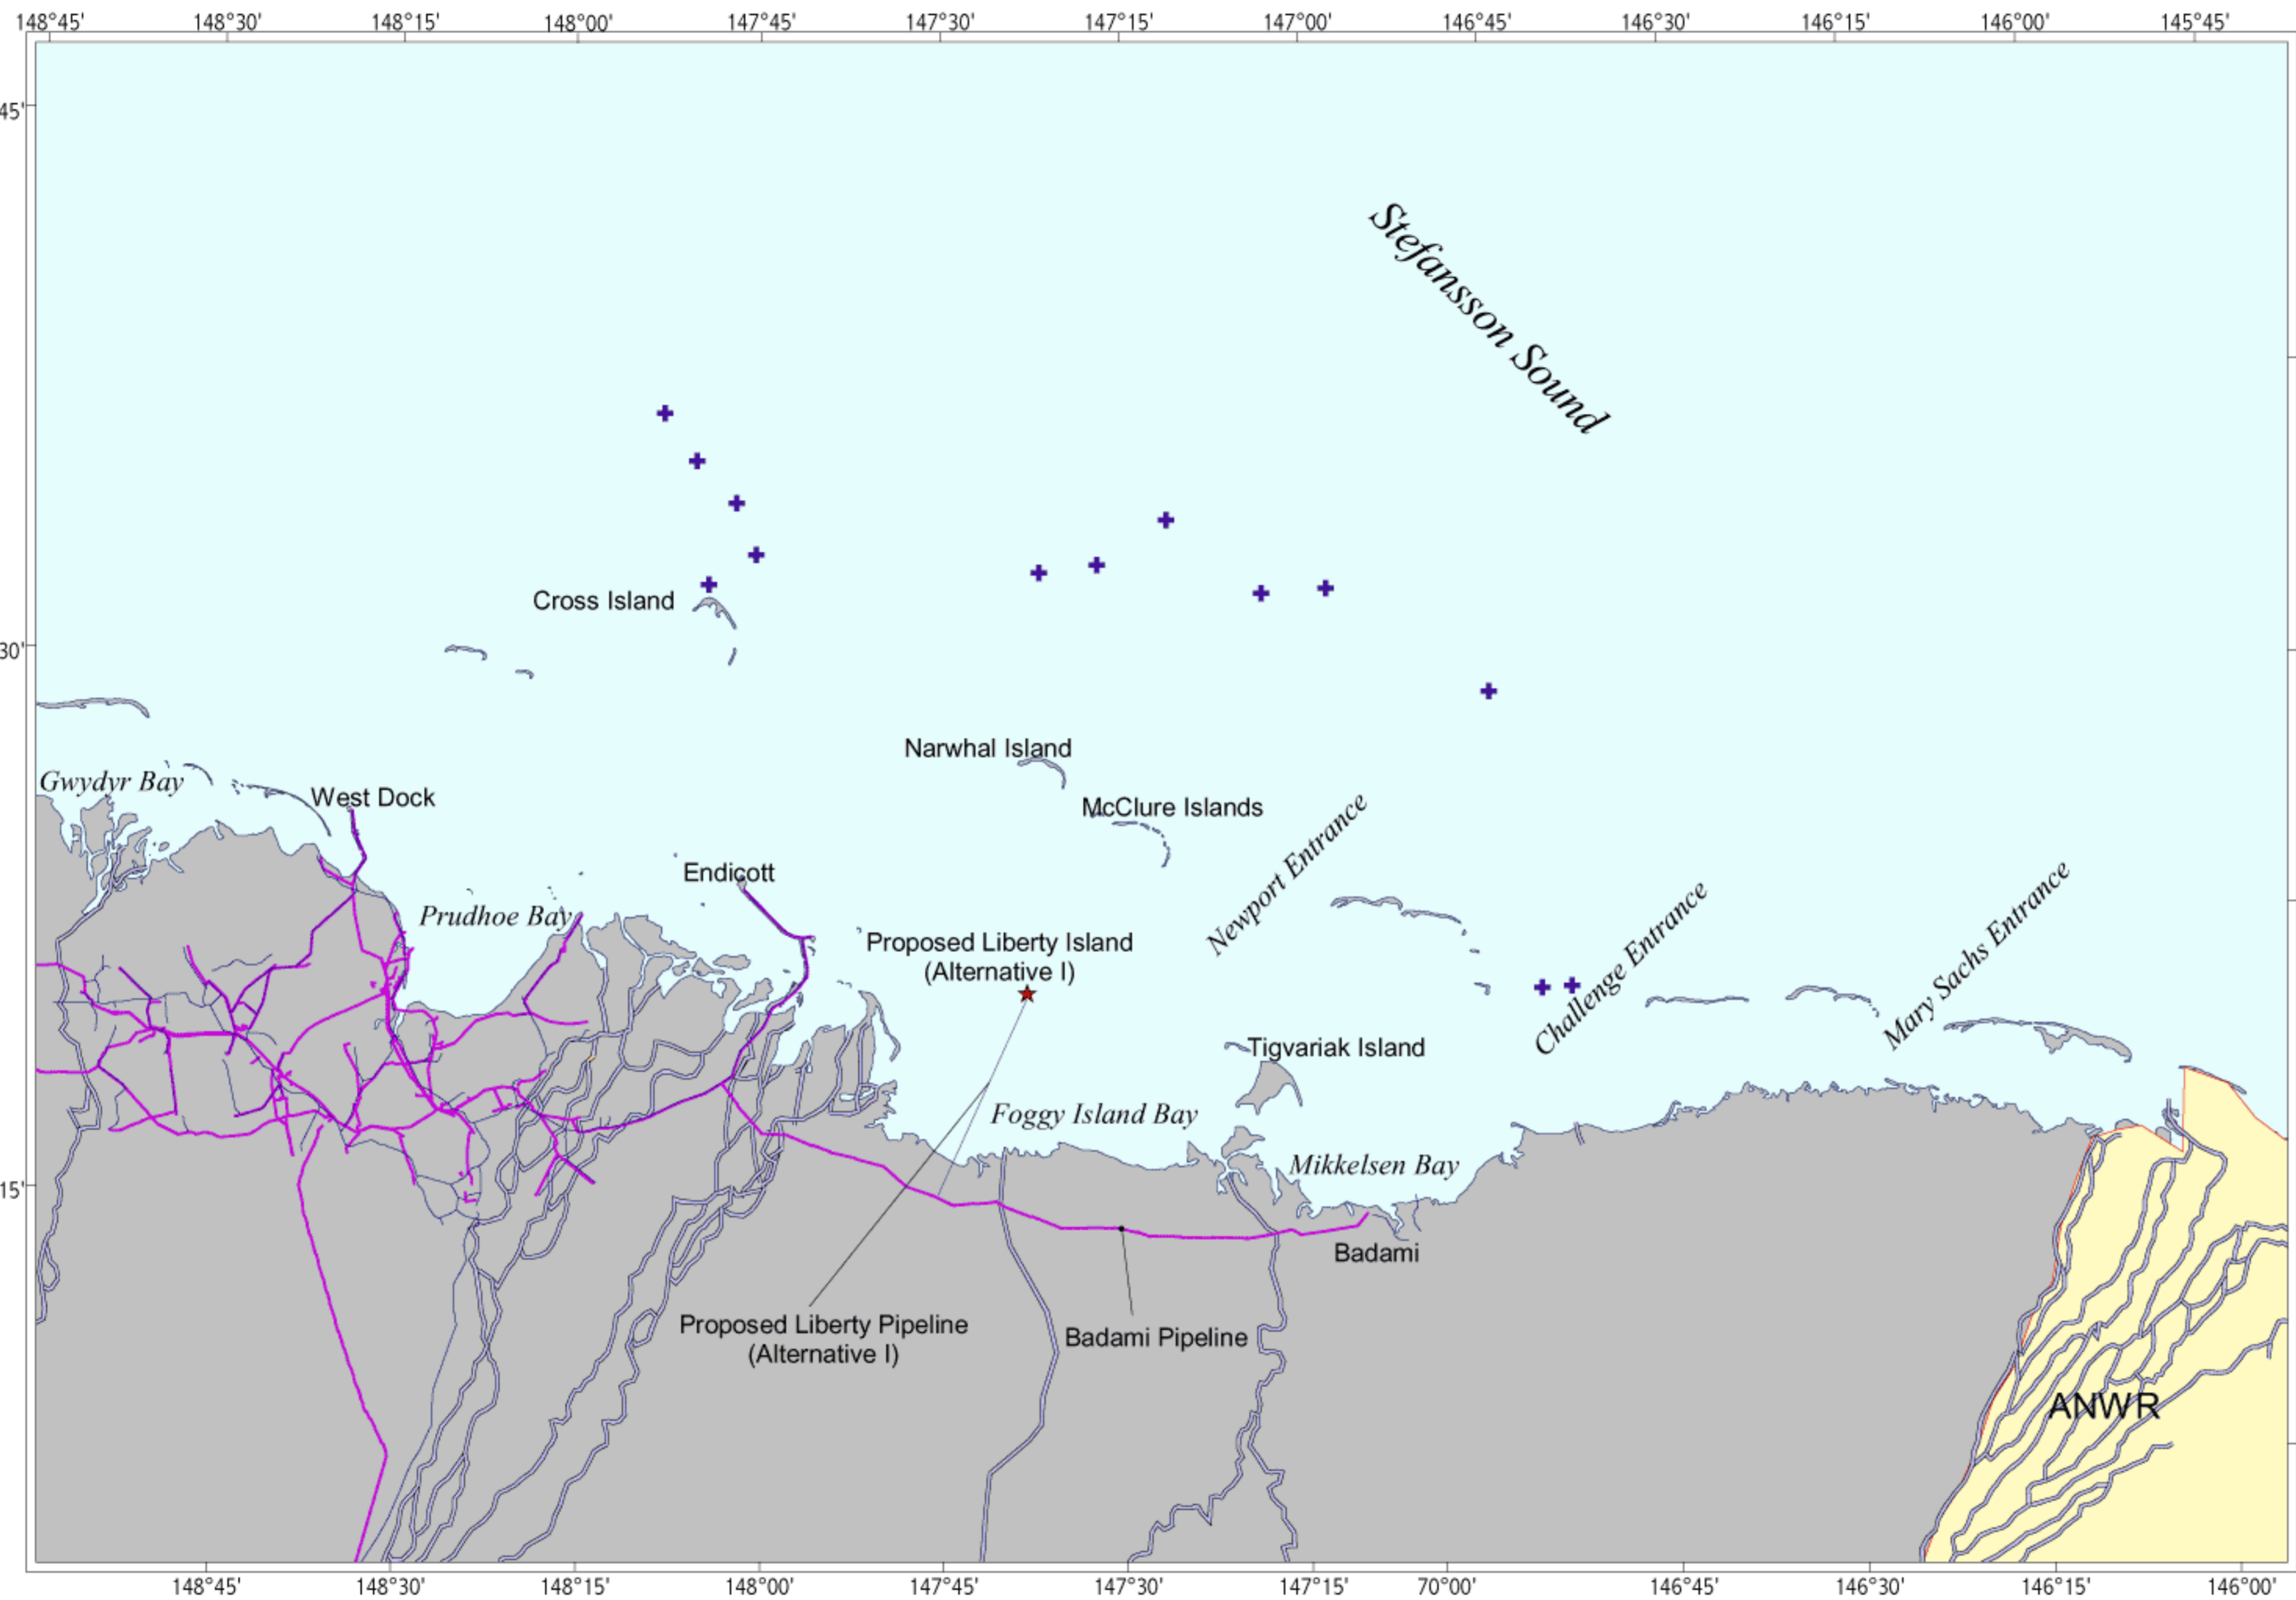 148°45' 148°30' 148°15' 148°00' 147°45' 147°30' 147°15' 147°00' 146°45' 146°30' 146°15' 146°00' 145°45'
45'
Stefansson Sound
Cross Island
30'
Narwhal Island
Gwydyr Bay
West Dock
McClure Islands
Newport Entrance
Endicott
Prudhoe Bay
Challenge Entrance
Mary Sachs Entrance
Proposed Liberty Island
(Alternative I)
Tigvariak Island
Foggy Island Bay
Mikkelsen Bay
15'
Badami
Proposed Liberty Pipeline
(Alternative I)
Badami Pipeline
ANWR
148°45' 148°30' 148°15' 148°00' 147°45' 147°30' 147°15' 70°00' 146°45' 146°30' 146°15' 146°00'